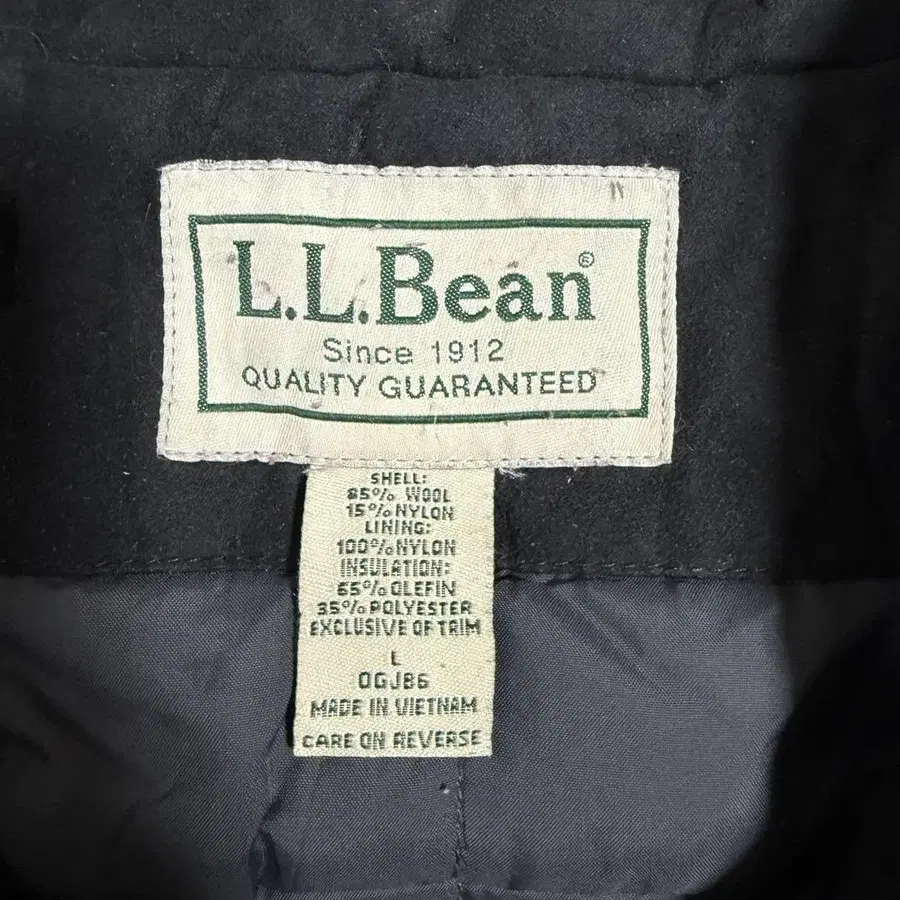 L.L.Bean®
Since 1912
QUALITY GUARANTEED
SHELL:
85% WOOL
15% NYLON
LINING:
100% NYLON
INSULATION:
65% OLEFIN
35% POLYESTER
EXCLUSIVE OF TRIM
L
OGJ86
MADE IN VIETNAM
CARE ON REVERSE